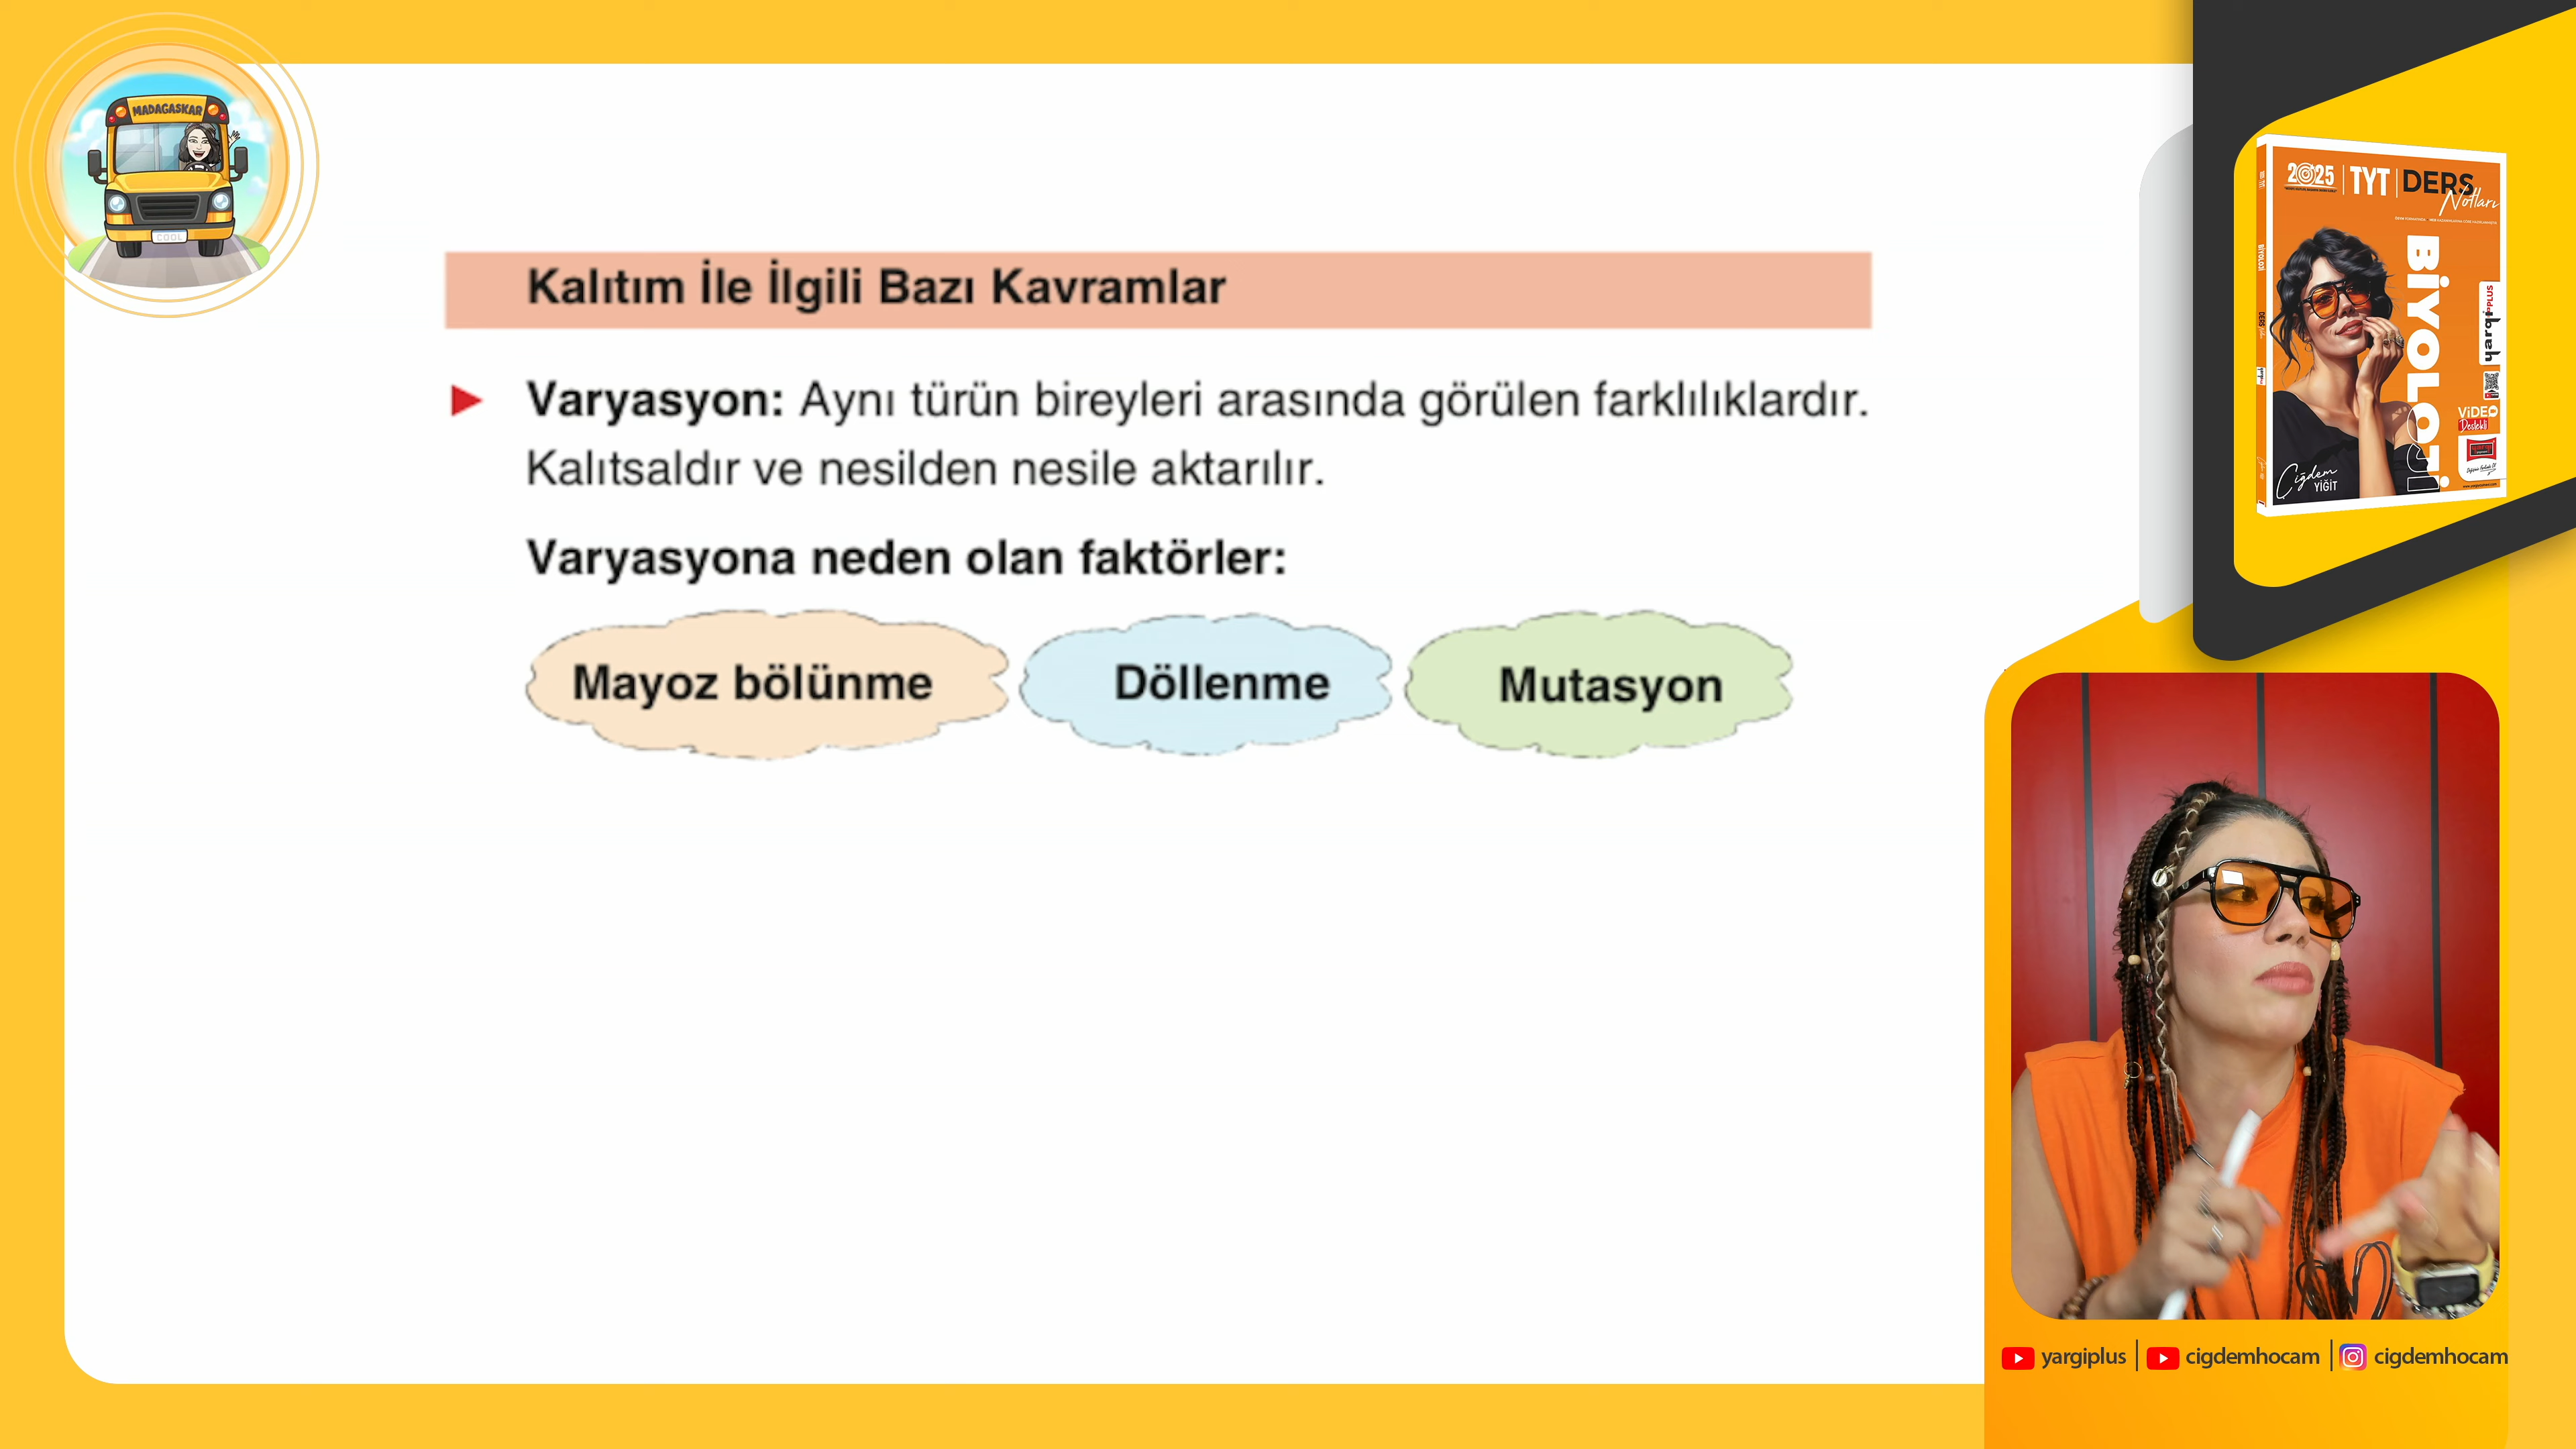 MADAGASKAR
COOL
Kalıtım İle İlgili Bazı Kavramlar
Varyasyon: Aynı türün bireyleri arasında görülen farklılıklardır.
Kalıtsaldır ve nesilden nesile aktarılır.
Varyasyona neden olan faktörler:
Mayoz bölünme
Döllenme
Mutasyon
2025 TYT DERS
Notları
BİYOLOJİ
yargı PLUS
VİDEO
Destekli
Çiğdem
YİĞİT
yargiplus
cigdemhocam
cigdemhocam